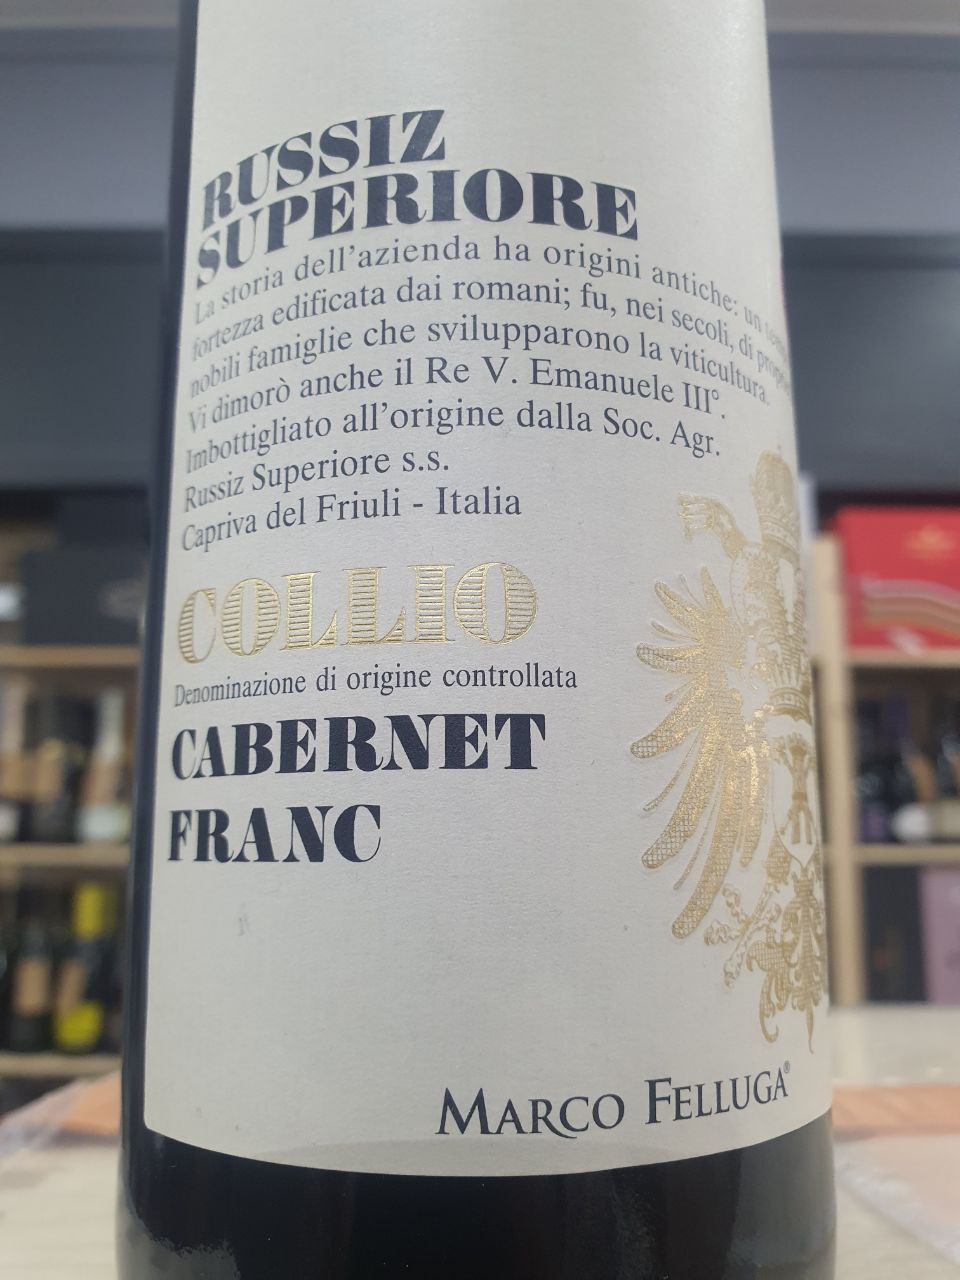 RUSSIZ
SUPERIORE
La storia dell'azienda ha origini antiche: un
fortezza edificata dai romani; fu, nei secoli, di
nobili famiglie che svilupparono la viticultura.
Vi dimorò anche il Re V. Emanuele III°.
Imbottigliato all'origine dalla Soc. Agr.
Russiz Superiore s.s.
Capriva del Friuli - Italia
COLLIO
Denominazione di origine controllata
CABERNET
FRANC
MARCO FELLUGA®